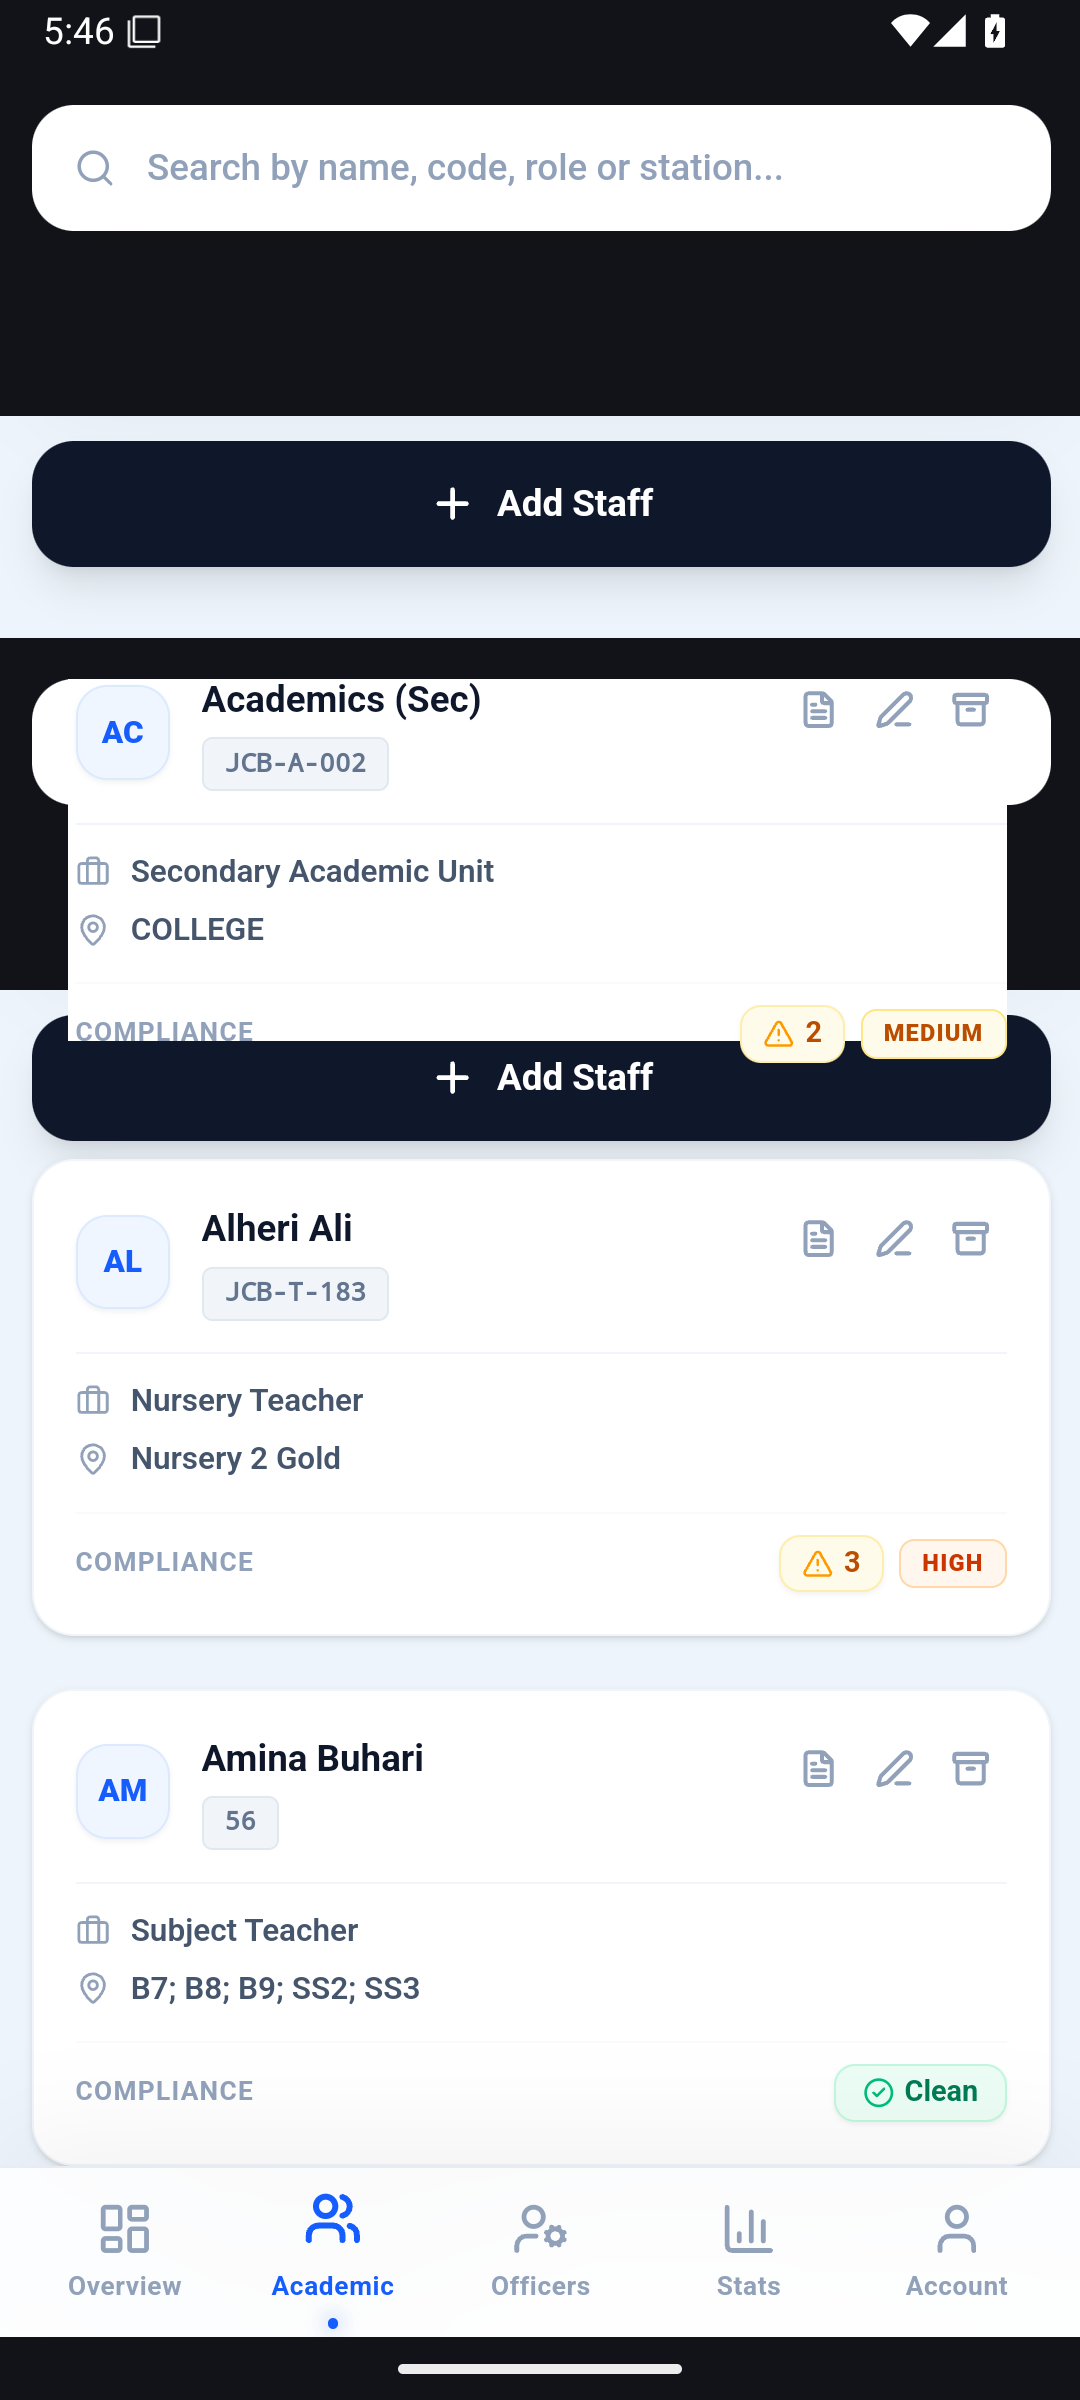 5:46
Search by name, code, role or station...
Add Staff
AC
Academics (Sec)
JCB-A-002
Secondary Academic Unit
COLLEGE
COMPLIANCE
2
MEDIUM
Add Staff
AL
Alheri Ali
JCB-T-183
Nursery Teacher
Nursery 2 Gold
COMPLIANCE
3
HIGH
AM
Amina Buhari
56
Subject Teacher
B7; B8; B9; SS2; SS3
COMPLIANCE
Clean
Overview
Academic
Officers
Stats
Account